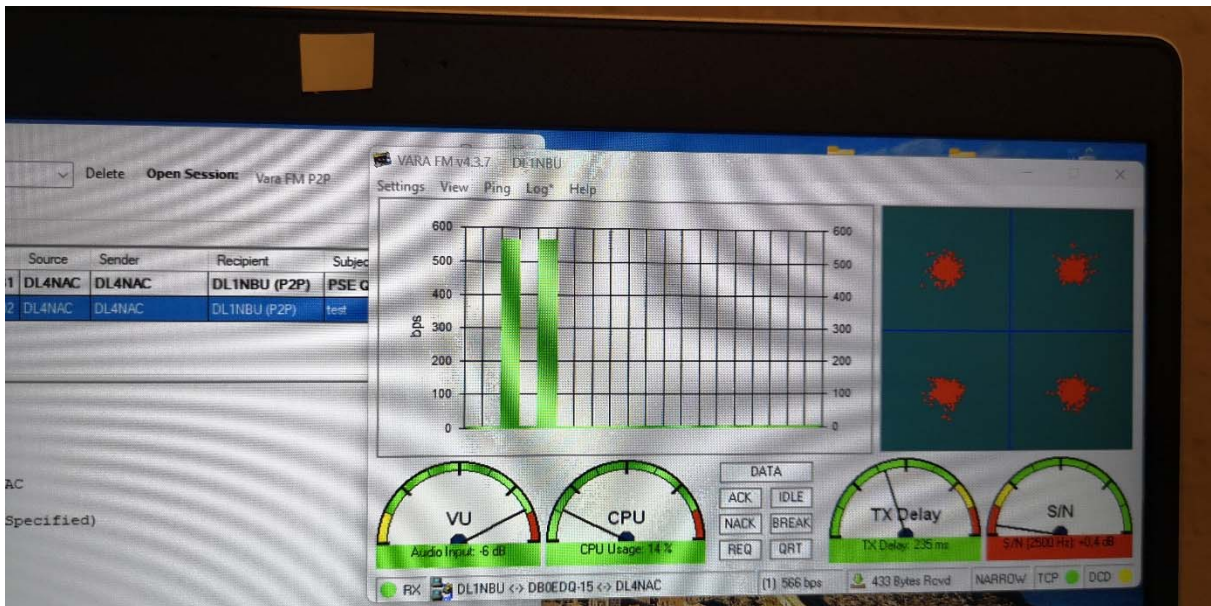 Delete Open Session: Vara FM P2P
Source Sender Recipient Subjec
1 DL4NAC DL4NAC DL1NBU (P2P) PSE Q
2 DL4NAC DL4NAC DL1NBU (P2P) test
AC
Specified)
VARA FM v4.3.7 DL1NBU
Settings View Ping Log* Help
bps
600 600
500 500
400 400
300 300
200 200
100 100
0 0
VU
Audio Input: -6 dB
CPU
CPU Usage: 14 %
DATA
ACK IDLE
NACK BREAK
REQ QRT
TX Delay
TX Delay: 235 ms
S/N
S/N (2500 Hz): +0,4 dB
RX DL1NBU <-> DB0EDQ-15 <-> DL4NAC (1) 566 bps 433 Bytes Rcvd NARROW TCP DCD